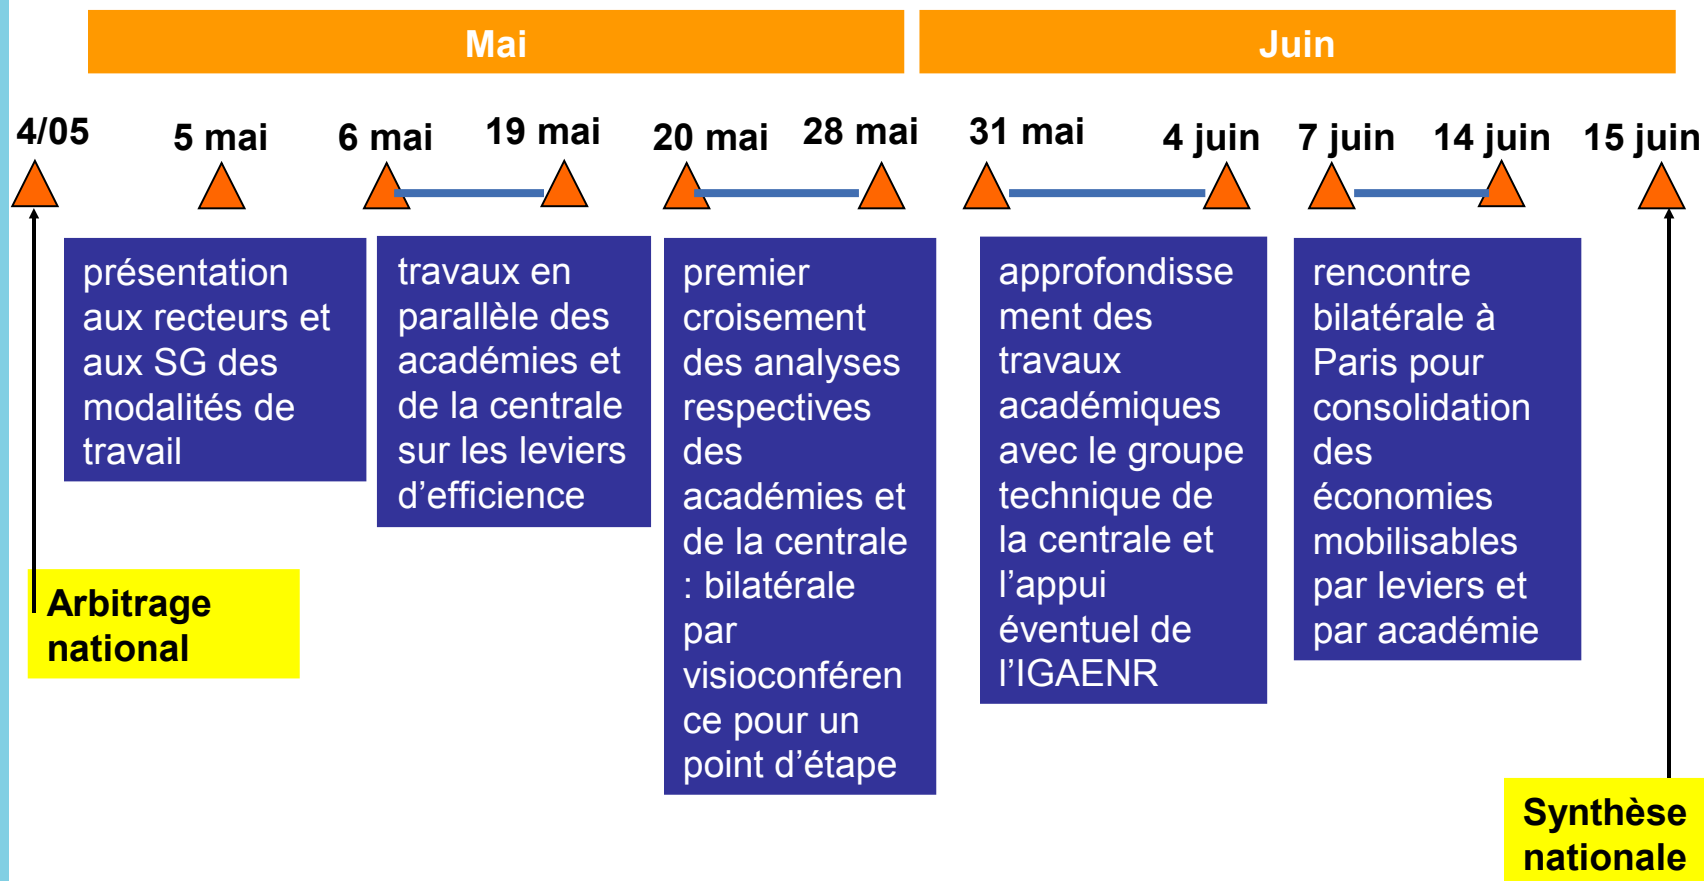 Mai
Juin
4/05
5 mai
6 mai
19 mai
20 mai
28 mai
31 mai
4 juin
7 juin
14 juin
15 juin
présentation
aux recteurs et
aux SG des
modalités de
travail
travaux en
parallèle des
académies et
de la centrale
sur les leviers
d’efficience
premier
croisement
des analyses
respectives
des
académies et
de la centrale
: bilatérale
par
visioconféren
ce pour un
point d’étape
approfondisse
ment des
travaux
académiques
avec le groupe
technique de
la centrale et
l’appui
éventuel de
l’IGAENR
rencontre
bilatérale à
Paris pour
consolidation
des
économies
mobilisables
par leviers et
par académie
Arbitrage
national
Synthèse
nationale